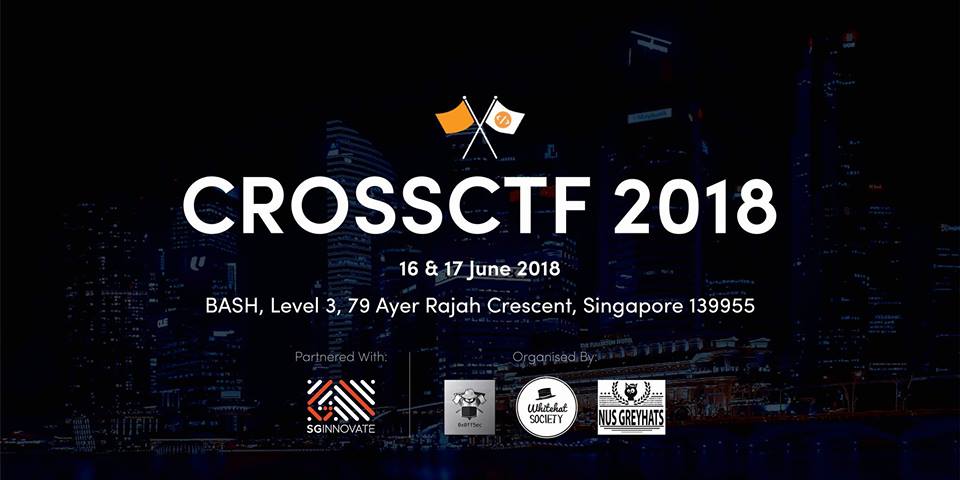 CROSSCTF 2018
16 & 17 June 2018
BASH, Level 3, 79 Ayer Rajah Crescent, Singapore 139955
Partnered With:
Organised By:
SGINNOVATE
0x0ff5ec
Whitehat
SOCIETY
NUS GREYHATS